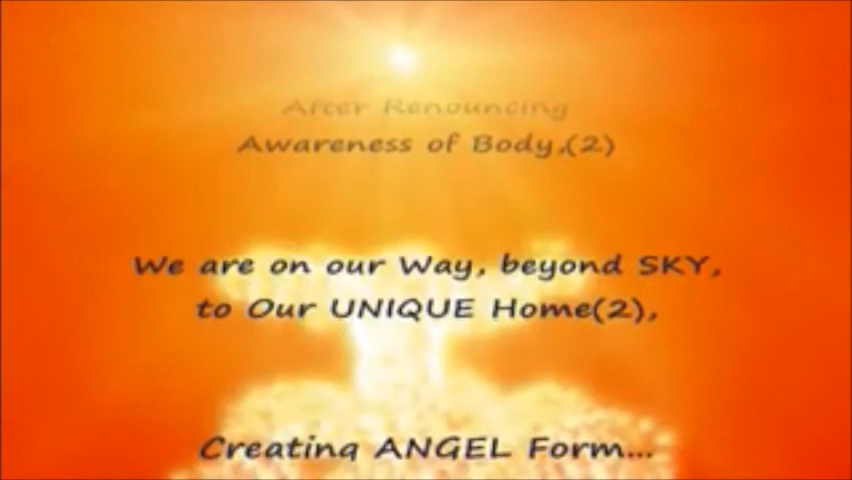 After Renouncing
Awareness of Body,(2)
We are on our Way, beyond SKY,
to Our UNIQUE Home(2),
Creating ANGEL Form...